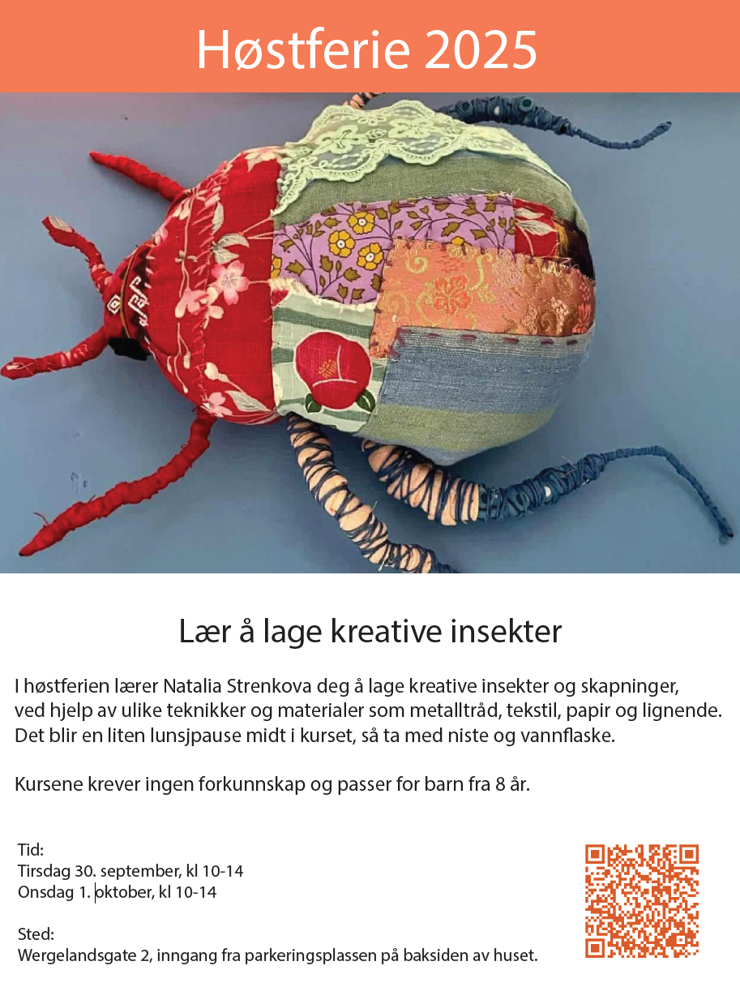 Høstferie 2025
Lær å lage kreative insekter
I høstferien lærer Natalia Strenkova deg å lage kreative insekter og skapninger,
ved hjelp av ulike teknikker og materialer som metalltråd, tekstil, papir og lignende.
Det blir en liten lunsjpause midt i kurset, så ta med niste og vannflaske.
Kursene krever ingen forkunnskap og passer for barn fra 8 år.
Tid:
Tirsdag 30. september, kl 10-14
Onsdag 1. oktober, kl 10-14
Sted:
Wergelandsgate 2, inngang fra parkeringsplassen på baksiden av huset.